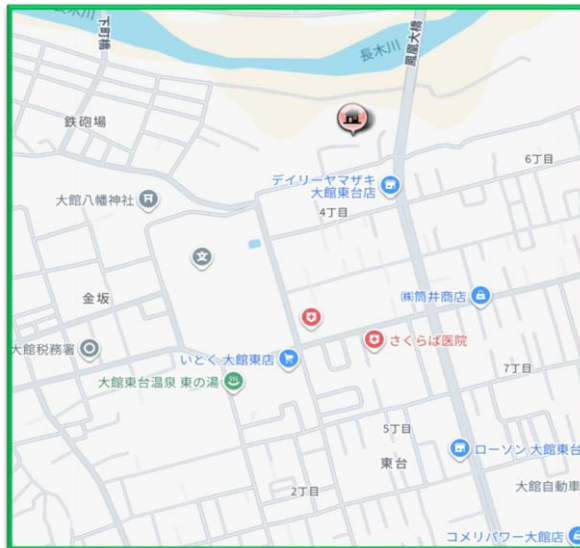 長木川
下町橋
長木川
鳳凰大橋
鉄砲場
6丁目
デイリーヤマザキ
大館東台店
大館八幡神社
4丁目
文
金坂
㈱筒井商店
大館税務署
さくらば医院
いとく 大館東店
7丁目
大館東台温泉 東の湯
5丁目
東台
ローソン 大館東台
2丁目
大館自動車
コメリパワー大館店